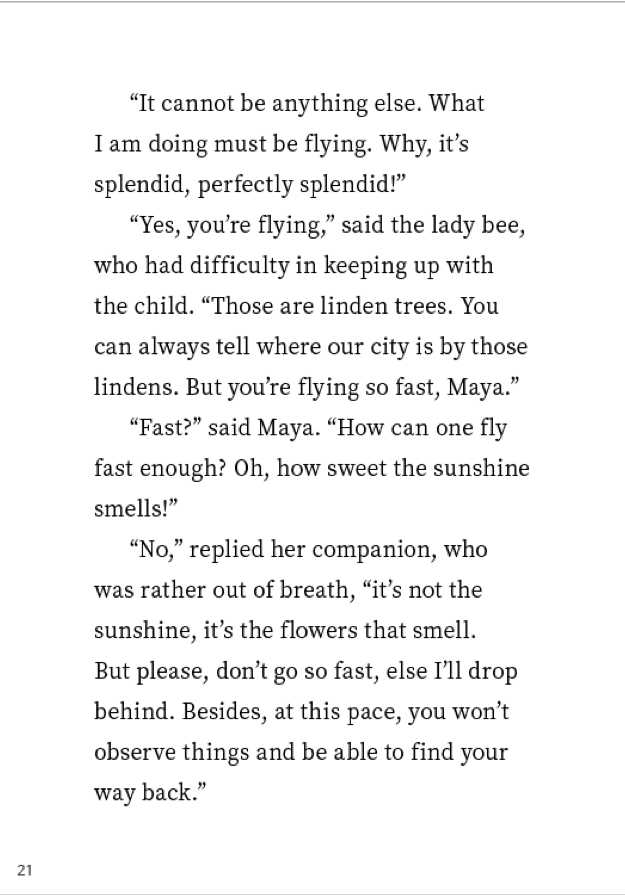 “It cannot be anything else. What
I am doing must be flying. Why, it’s
splendid, perfectly splendid!”
“Yes, you’re flying,” said the lady bee,
who had difficulty in keeping up with
the child. “Those are linden trees. You
can always tell where our city is by those
lindens. But you’re flying so fast, Maya.”
“Fast?” said Maya. “How can one fly
fast enough? Oh, how sweet the sunshine
smells!”
“No,” replied her companion, who
was rather out of breath, “it’s not the
sunshine, it’s the flowers that smell.
But please, don’t go so fast, else I’ll drop
behind. Besides, at this pace, you won’t
observe things and be able to find your
way back.”
21